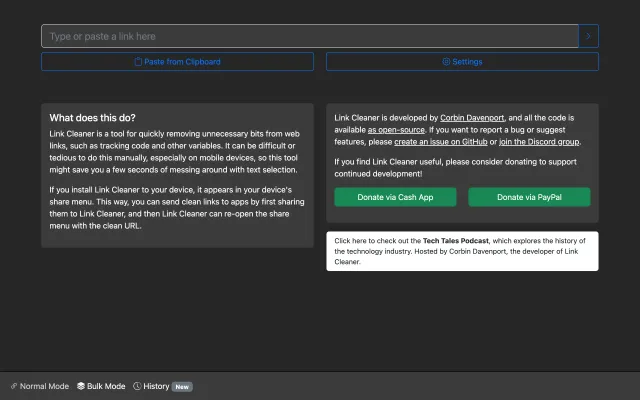 Type or paste a link here
Paste from Clipboard
Settings
What does this do?
Link Cleaner is a tool for quickly removing unnecessary bits from web
links, such as tracking code and other variables. It can be difficult or
tedious to do this manually, especially on mobile devices, so this tool
might save you a few seconds of messing around with text selection.
If you install Link Cleaner to your device, it appears in your device's
share menu. This way, you can send clean links to apps by first sharing
them to Link Cleaner, and then Link Cleaner can re-open the share
menu with the clean URL.
Link Cleaner is developed by Corbin Davenport, and all the code is
available as open-source. If you want to report a bug or suggest
features, please create an issue on GitHub or join the Discord group.
If you find Link Cleaner useful, please consider donating to support
continued development!
Donate via Cash App
Donate via PayPal
Click here to check out the Tech Tales Podcast, which explores the history of
the technology industry. Hosted by Corbin Davenport, the developer of Link
Cleaner.
Normal Mode
Bulk Mode
History New